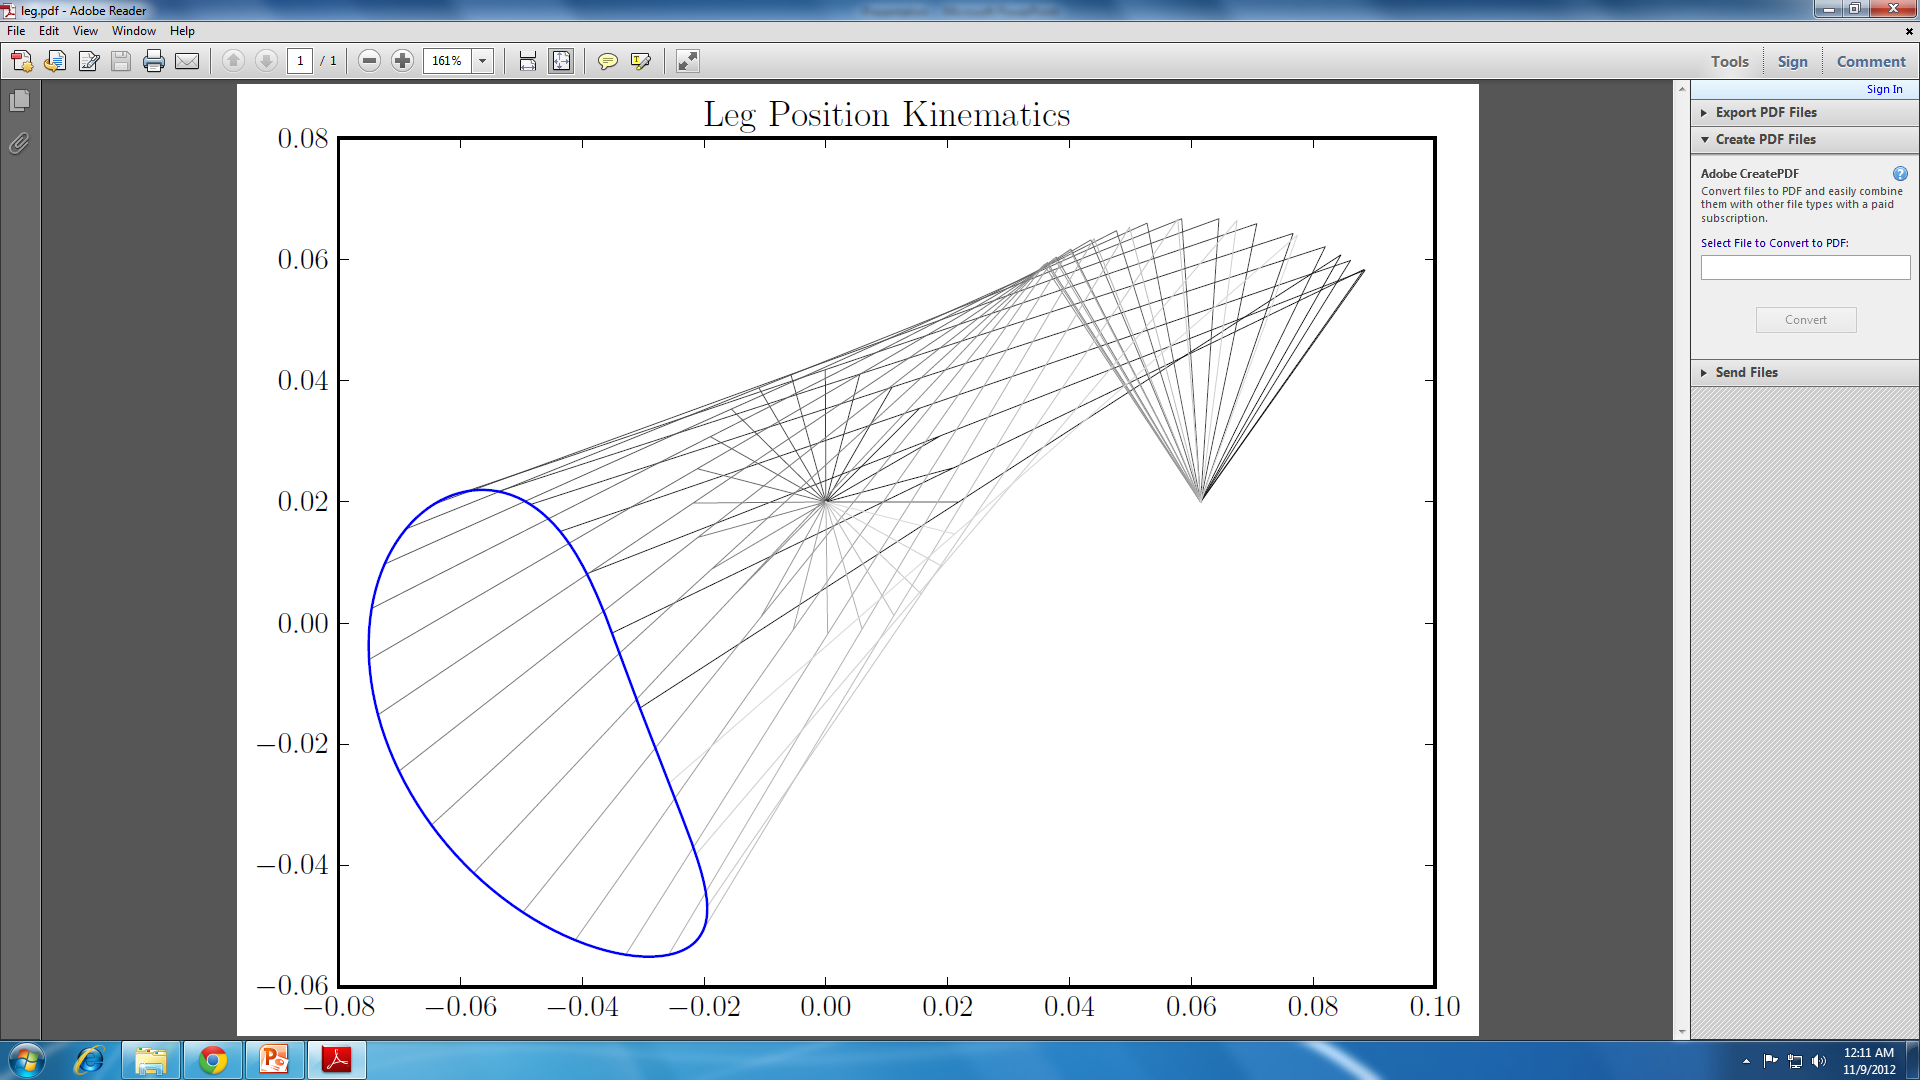 leg.pdf - Adobe Reader
File Edit View Window Help
1 / 1 161%
Tools Sign Comment
Sign In
Export PDF Files
Create PDF Files
Adobe CreatePDF
Convert files to PDF and easily combine
them with other file types with a paid
subscription.
Select File to Convert to PDF:
Convert
Send Files
Leg Position Kinematics
0.08
0.06
0.04
0.02
0.00
−0.02
−0.04
−0.06
−0.08 −0.06 −0.04 −0.02 0.00 0.02 0.04 0.06 0.08 0.10
12:11 AM
11/9/2012